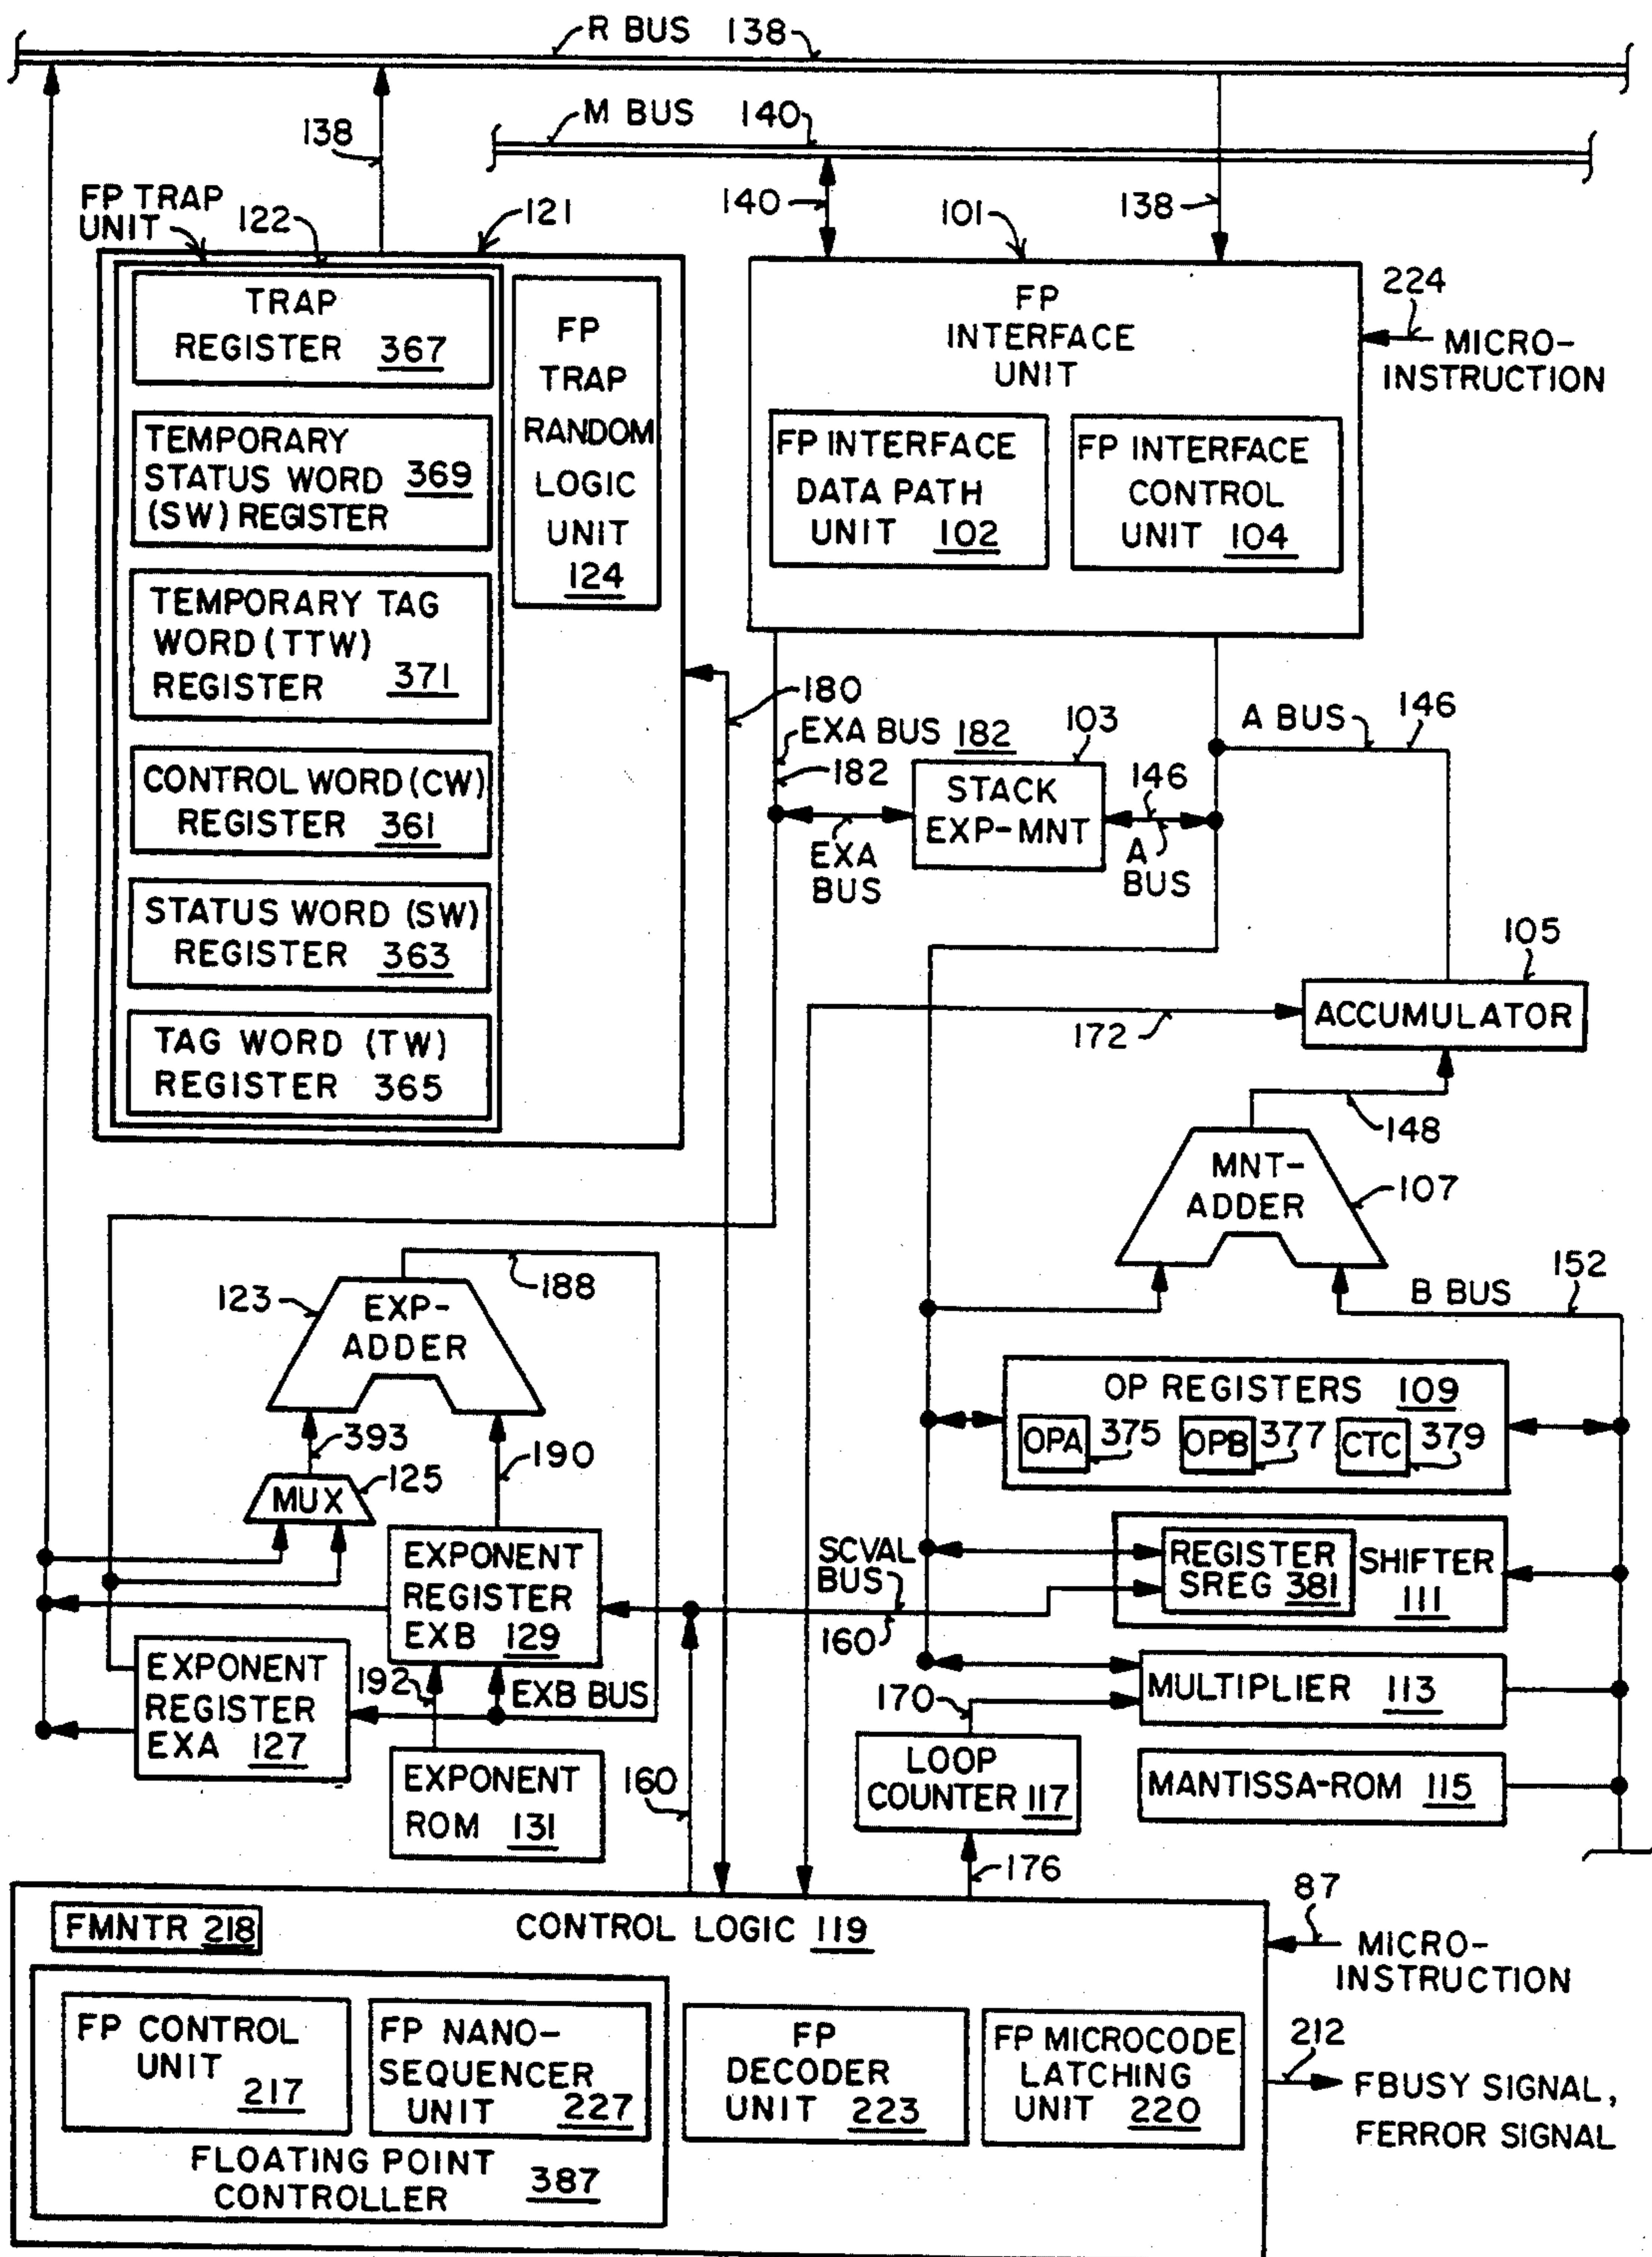 R BUS 138
M BUS 140
138
140
138
FP TRAP
UNIT
122
121
101
TRAP
REGISTER 367
TEMPORARY
STATUS WORD 369
(SW) REGISTER
TEMPORARY TAG
WORD (TTW)
REGISTER 371
CONTROL WORD (CW)
REGISTER 361
STATUS WORD (SW)
REGISTER 363
TAG WORD (TW)
REGISTER 365
FP
TRAP
RANDOM
LOGIC
UNIT
124
FP
INTERFACE
UNIT
FP INTERFACE
DATA PATH
UNIT 102
FP INTERFACE
CONTROL
UNIT 104
224
MICRO-
INSTRUCTION
180
EXA BUS 182
182
103
STACK
EXP-MNT
EXA
BUS
146
A
BUS
A BUS
146
105
ACCUMULATOR
172
148
MNT-
ADDER
107
B BUS
152
188
123
EXP-
ADDER
393
190
MUX
125
OP REGISTERS 109
OPA 375
OPB 377
CTC 379
EXPONENT
REGISTER
EXB 129
SCVAL
BUS
160
REGISTER
SREG 381
SHIFTER
111
EXPONENT
REGISTER
EXA 127
192
EXB BUS
170
MULTIPLIER 113
EXPONENT
ROM 131
160
LOOP
COUNTER 117
MANTISSA-ROM 115
176
FMNTR 218
CONTROL LOGIC 119
87
MICRO-
INSTRUCTION
FP CONTROL
UNIT
217
FP NANO-
SEQUENCER
UNIT 227
FP
DECODER
UNIT 223
FP MICROCODE
LATCHING
UNIT 220
212
FBUSY SIGNAL,
FERROR SIGNAL
FLOATING POINT
CONTROLLER 387